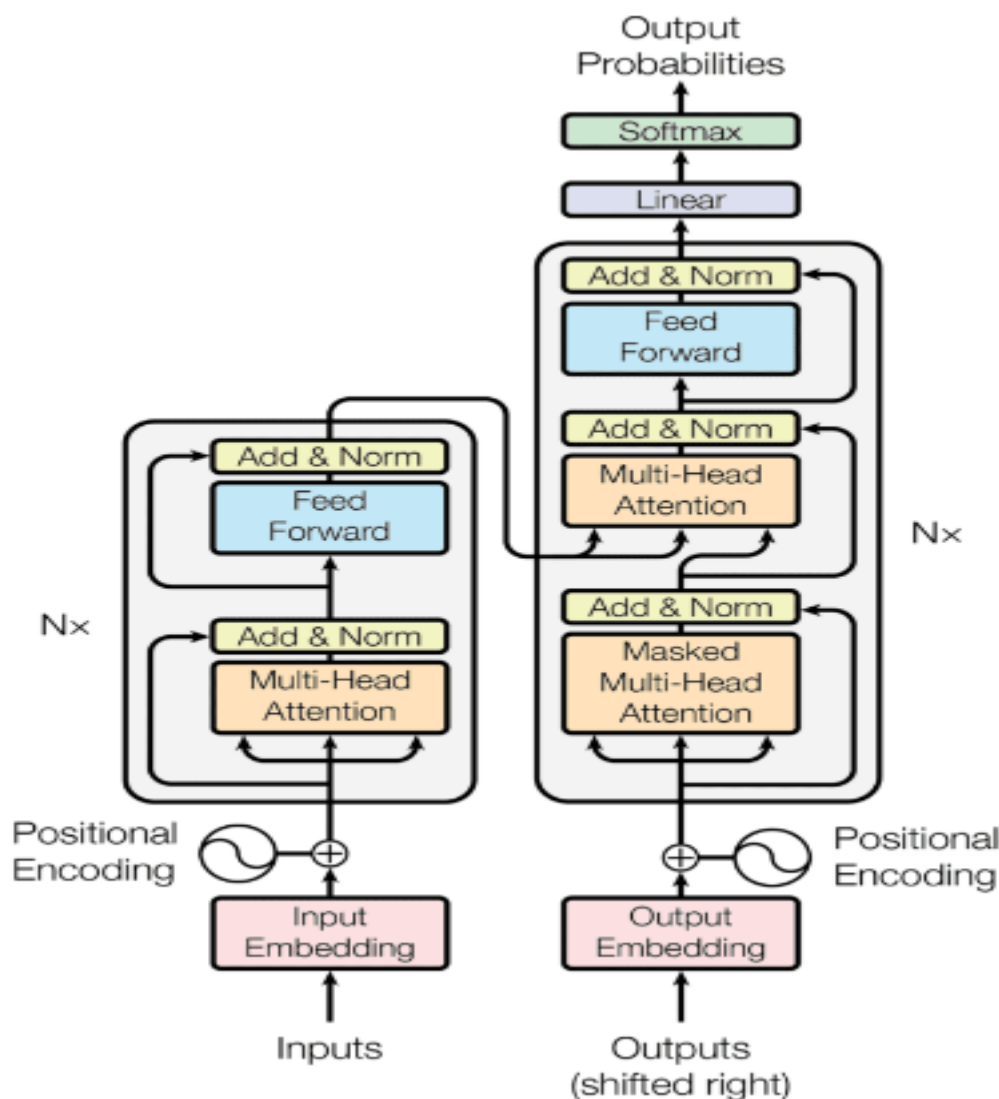 Output
Probabilities
Softmax
Linear
Add & Norm
Feed
Forward
Add & Norm
Multi-Head
Attention
Nx
Add & Norm
Masked
Multi-Head
Attention
Add & Norm
Feed
Forward
Nx
Add & Norm
Multi-Head
Attention
Positional
Encoding
Positional
Encoding
Input
Embedding
Output
Embedding
Inputs
Outputs
(shifted right)